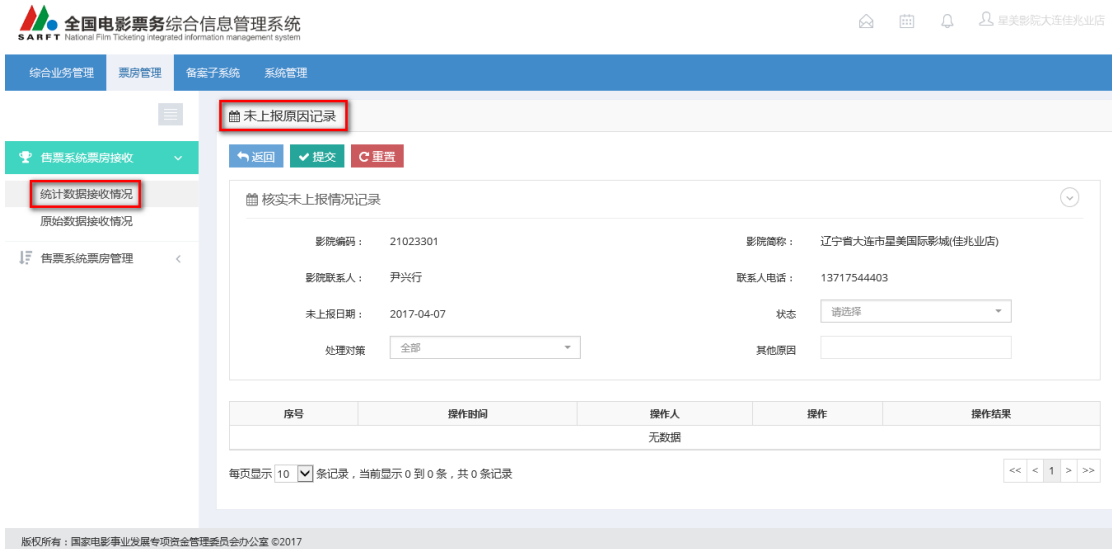 全国电影票务综合信息管理系统
SARFT National Film Ticketing integrated information management system
星美影院大连佳兆业店
综合业务管理 票房管理 备案子系统 系统管理
未上报原因记录
售票系统票房接收
返回 提交 重置
统计数据接收情况
核实未上报情况记录
原始数据接收情况
影院编码： 21023301 影院简称： 辽宁省大连市星美国际影城(佳兆业店)
售票系统票房管理
影院联系人： 尹兴行 联系人电话： 13717544403
未上报日期： 2017-04-07 状态 请选择
处理对策 全部 其他原因
序号 操作时间 操作人 操作 操作结果
无数据
每页显示 10 条记录，当前显示 0 到 0 条，共 0 条记录 << < 1 > >>
版权所有：国家电影事业发展专项资金管理委员会办公室 ©2017